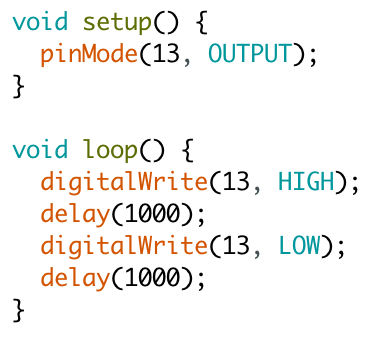 void setup() {
  pinMode(13, OUTPUT);
}

void loop() {
  digitalWrite(13, HIGH);
  delay(1000);
  digitalWrite(13, LOW);
  delay(1000);
}